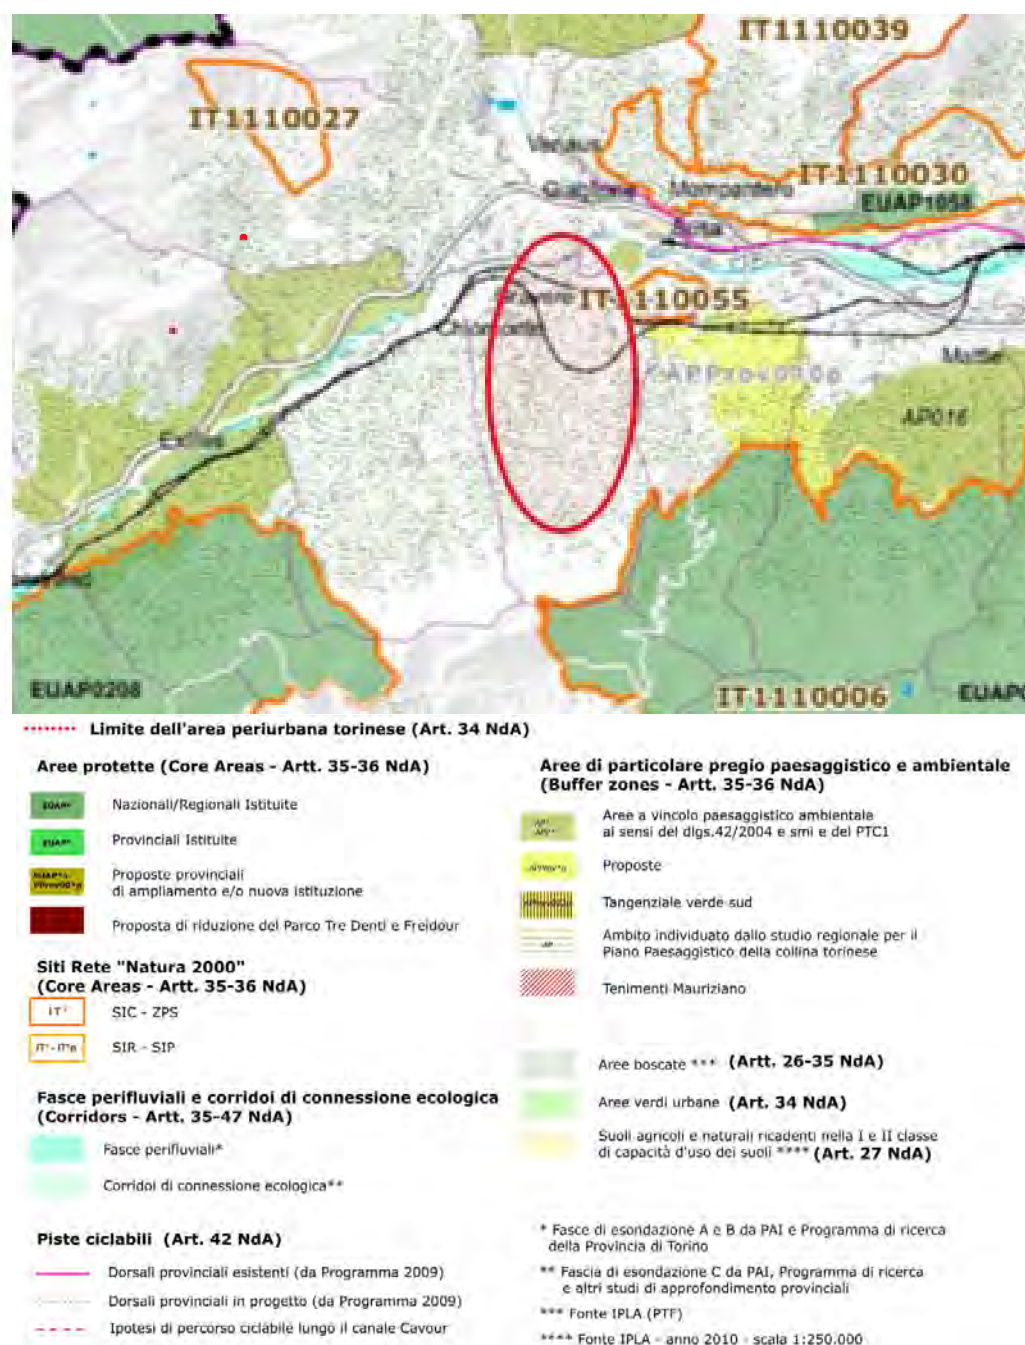 IT1110039
IT1110027
Venaus
Giaglione
Mompantero
IT1110030
EUAP1058
Susa
Gravere
IT1110055
Chiomonte
Mattie
AP016
Exilles
EUAP0208
IT1110006
Limite dell'area periurbana torinese (Art. 34 NdA)
Aree protette (Core Areas - Artt. 35-36 NdA)
Nazionali/Regionali Istituite
Provinciali Istituite
Proposte provinciali
di ampliamento e/o nuova istituzione
Proposta di riduzione del Parco Tre Denti e Freidour
Siti Rete "Natura 2000"
(Core Areas - Artt. 35-36 NdA)
SIC - ZPS
SIR - SIP
Fasce perifluviali e corridoi di connessione ecologica
(Corridors - Artt. 35-47 NdA)
Fasce perifluviali*
Corridoi di connessione ecologica**
Piste ciclabili (Art. 42 NdA)
Dorsali provinciali esistenti (da Programma 2009)
Dorsali provinciali in progetto (da Programma 2009)
Ipotesi di percorso ciclabile lungo il canale Cavour
Aree di particolare pregio paesaggistico e ambientale
(Buffer zones - Artt. 35-36 NdA)
Aree a vincolo paesaggistico ambientale
ai sensi del dlgs.42/2004 e smi e del PTC1
Proposte
Tangenziale verde sud
Ambito individuato dallo studio regionale per il
Piano Paesaggistico della collina torinese
Tenimenti Mauriziano
Aree boscate *** (Artt. 26-35 NdA)
Aree verdi urbane (Art. 34 NdA)
Suoli agricoli e naturali ricadenti nella I e II classe
di capacità d'uso dei suoli **** (Art. 27 NdA)
* Fasce di esondazione A e B da PAI e Programma di ricerca
della Provincia di Torino
** Fascia di esondazione C da PAI, Programma di ricerca
e altri studi di approfondimento provinciali
*** Fonte IPLA (PTF)
**** Fonte IPLA - anno 2010 - scala 1:250.000